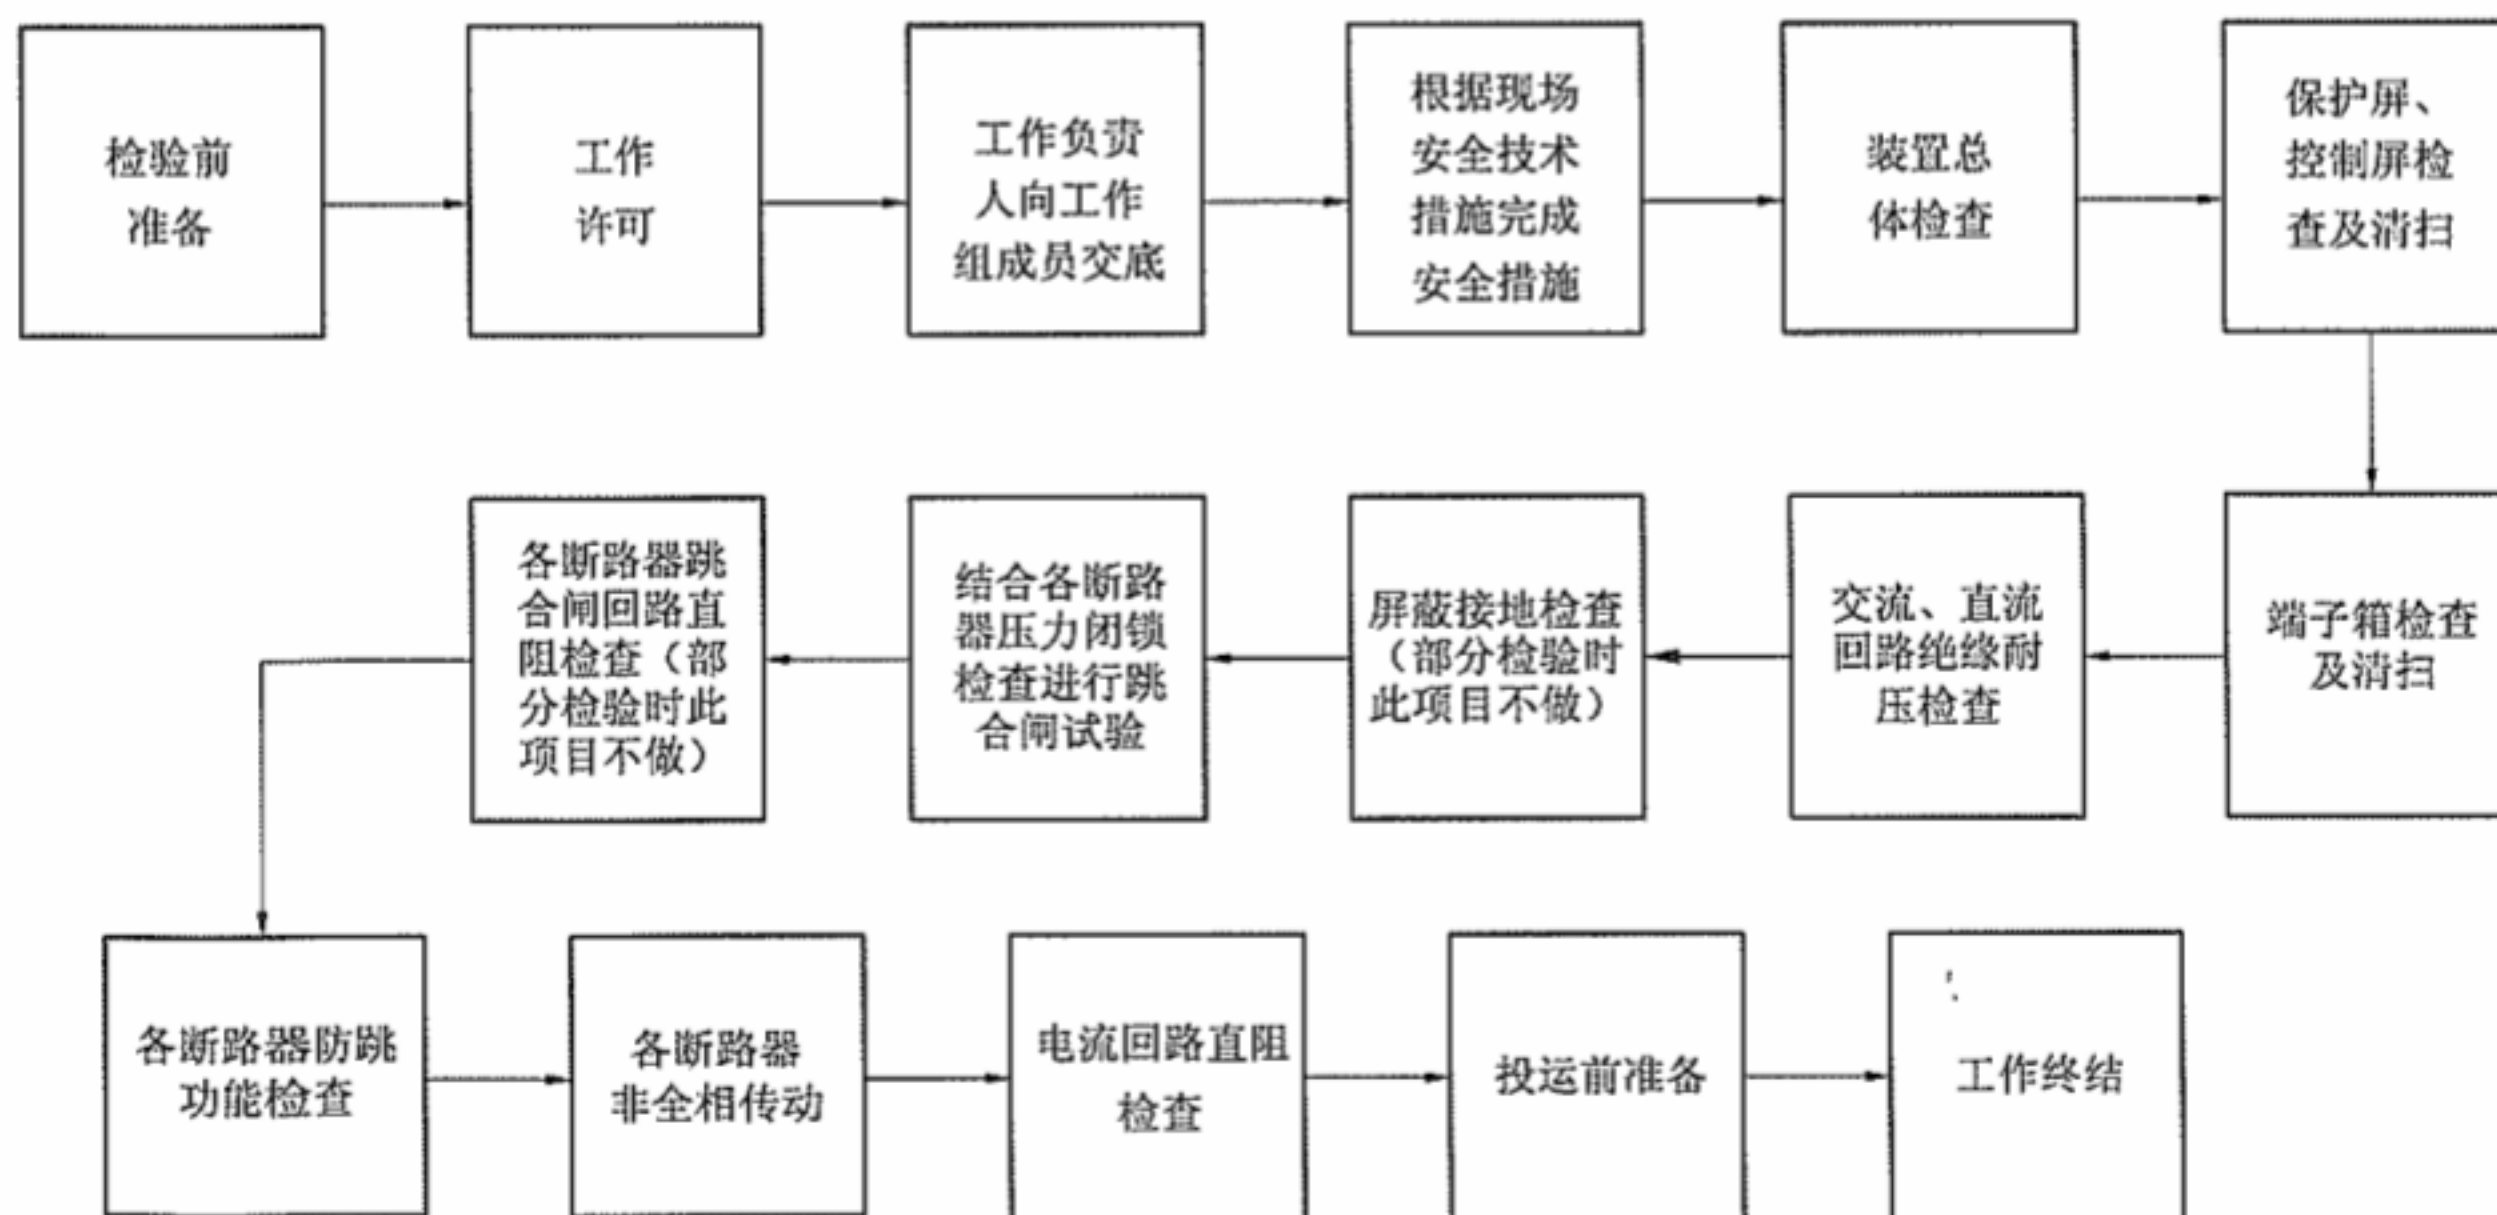 检验前
准备
工作
许可
工作负责
人向工作
组成员交底
根据现场
安全技术
措施完成
安全措施
装置总
体检查
保护屏、
控制屏检
查及清扫
端子箱检查
及清扫
交流、直流
回路绝缘耐
压检查
屏蔽接地检查
（部分检验时
此项目不做）
结合各断路
器压力闭锁
检查进行跳
合闸试验
各断路器跳
合闸回路直
阻检查（部
分检验时此
项目不做）
各断路器防跳
功能检查
各断路器
非全相传动
电流回路直阻
检查
投运前准备
工作终结